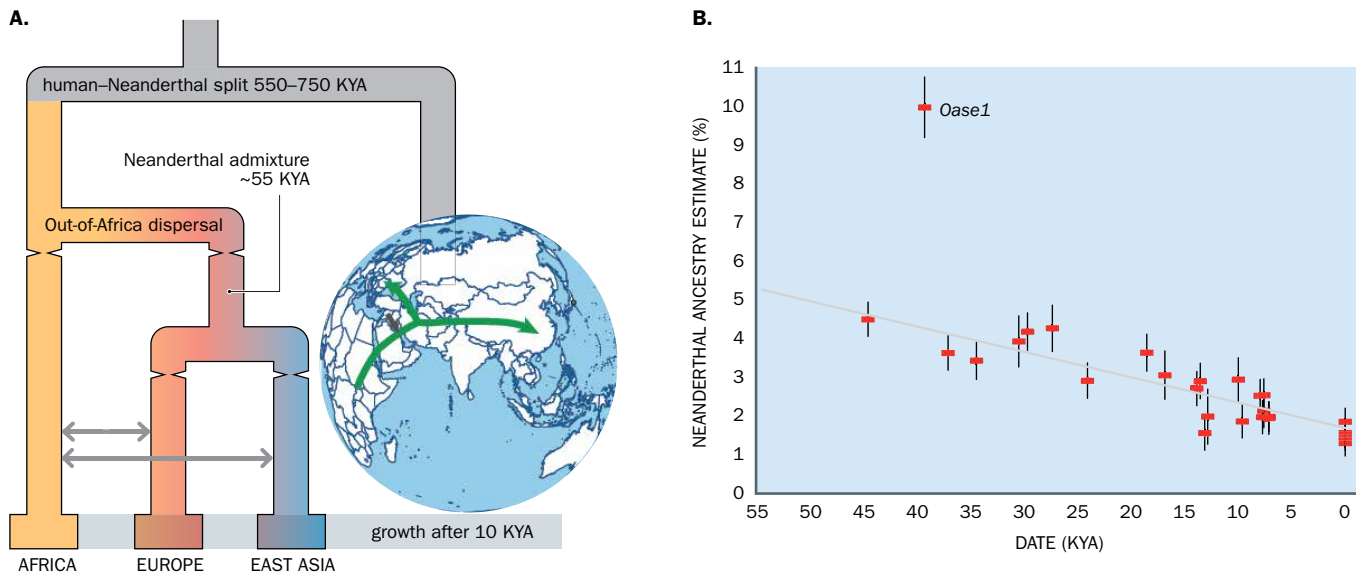 A.
human–Neanderthal split 550–750 KYA
Neanderthal admixture
~55 KYA
Out-of-Africa dispersal
growth after 10 KYA
AFRICA
EUROPE
EAST ASIA
B.
NEANDERTHAL ANCESTRY ESTIMATE (%)
11
10
9
8
7
6
5
4
3
2
1
0
Oase1
55
50
45
40
35
30
25
20
15
10
5
0
DATE (KYA)